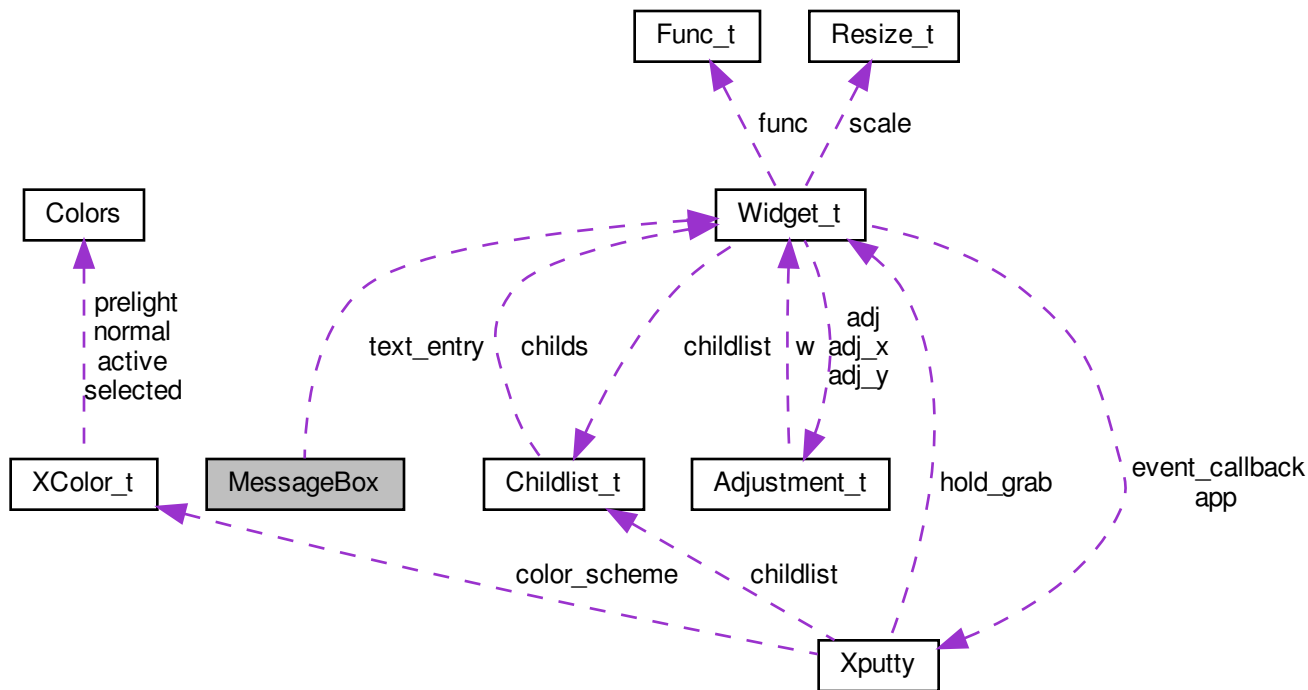 Func_t
Resize_t
func
scale
Colors
Widget_t
prelight
normal
active
selected
text_entry
childs
childlist
w
adj
adj_x
adj_y
XColor_t
MessageBox
Childlist_t
Adjustment_t
hold_grab
event_callback
app
color_scheme
childlist
Xputty